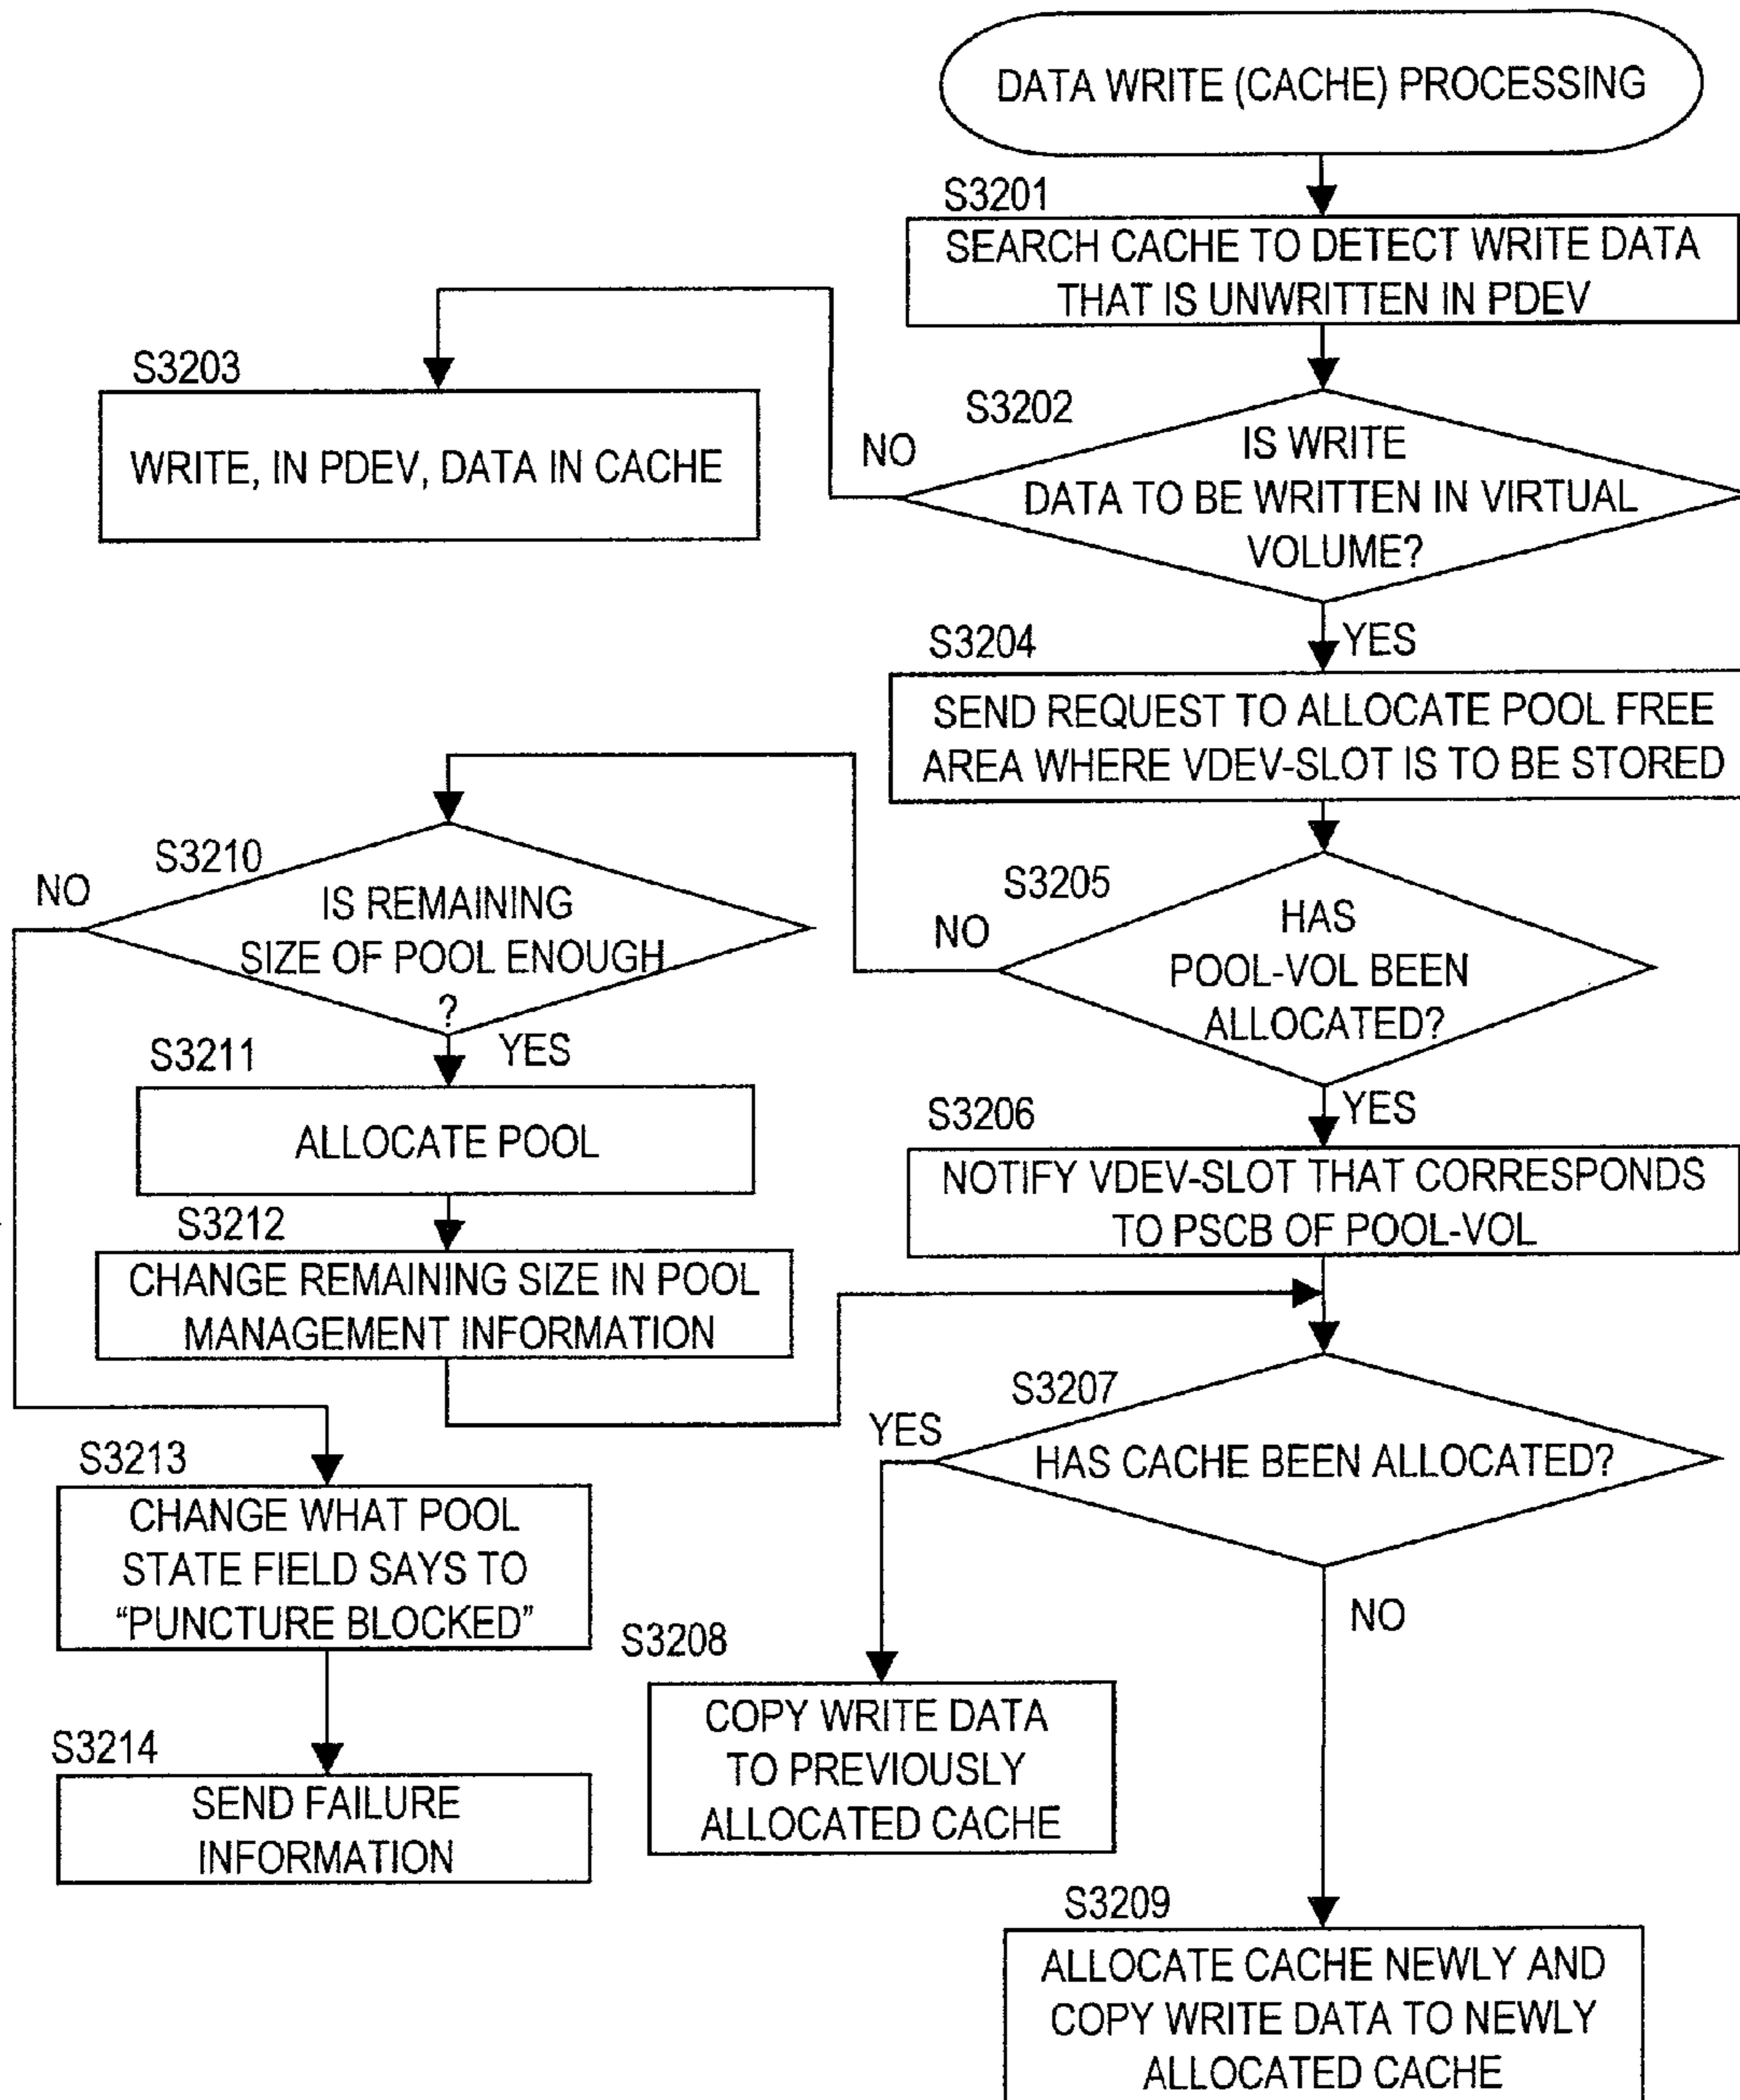 DATA WRITE (CACHE) PROCESSING
S3201
SEARCH CACHE TO DETECT WRITE DATA
THAT IS UNWRITTEN IN PDEV
S3202
IS WRITE
DATA TO BE WRITTEN IN VIRTUAL
VOLUME?
NO
S3203
WRITE, IN PDEV, DATA IN CACHE
YES
S3204
SEND REQUEST TO ALLOCATE POOL FREE
AREA WHERE VDEV-SLOT IS TO BE STORED
S3205
HAS
POOL-VOL BEEN
ALLOCATED?
NO
S3210
IS REMAINING
SIZE OF POOL ENOUGH
?
NO
YES
S3211
ALLOCATE POOL
S3212
CHANGE REMAINING SIZE IN POOL
MANAGEMENT INFORMATION
YES
S3206
NOTIFY VDEV-SLOT THAT CORRESPONDS
TO PSCB OF POOL-VOL
S3207
HAS CACHE BEEN ALLOCATED?
YES
NO
S3213
CHANGE WHAT POOL
STATE FIELD SAYS TO
“PUNCTURE BLOCKED”
S3214
SEND FAILURE
INFORMATION
S3208
COPY WRITE DATA
TO PREVIOUSLY
ALLOCATED CACHE
S3209
ALLOCATE CACHE NEWLY AND
COPY WRITE DATA TO NEWLY
ALLOCATED CACHE